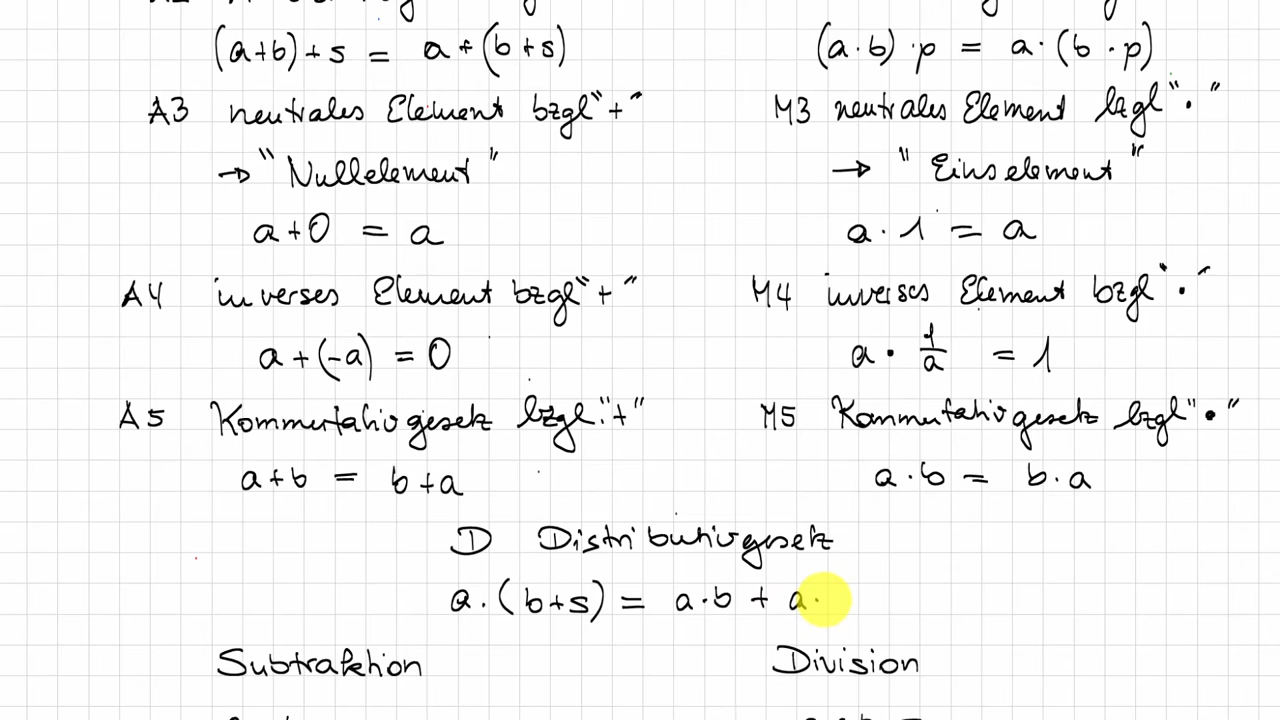 (a+b)+s = a+(b+s)
(a·b)·p = a·(b·p)
A3 neutrales Element bzgl "+"
→ "Nullelement"
a+0 = a
M3 neutrales Element bzgl "·"
→ "Einselement"
a·1 = a
A4 inverses Element bzgl "+"
a+(-a) = 0
M4 inverses Element bzgl "·"
a · 1/a = 1
A5 Kommutativgesetz bzgl. "+"
a+b = b+a
M5 Kommutativgesetz bzgl "·"
a·b = b·a
D Distributivgesetz
a·(b+s) = a·b + a·
Subtraktion
Division